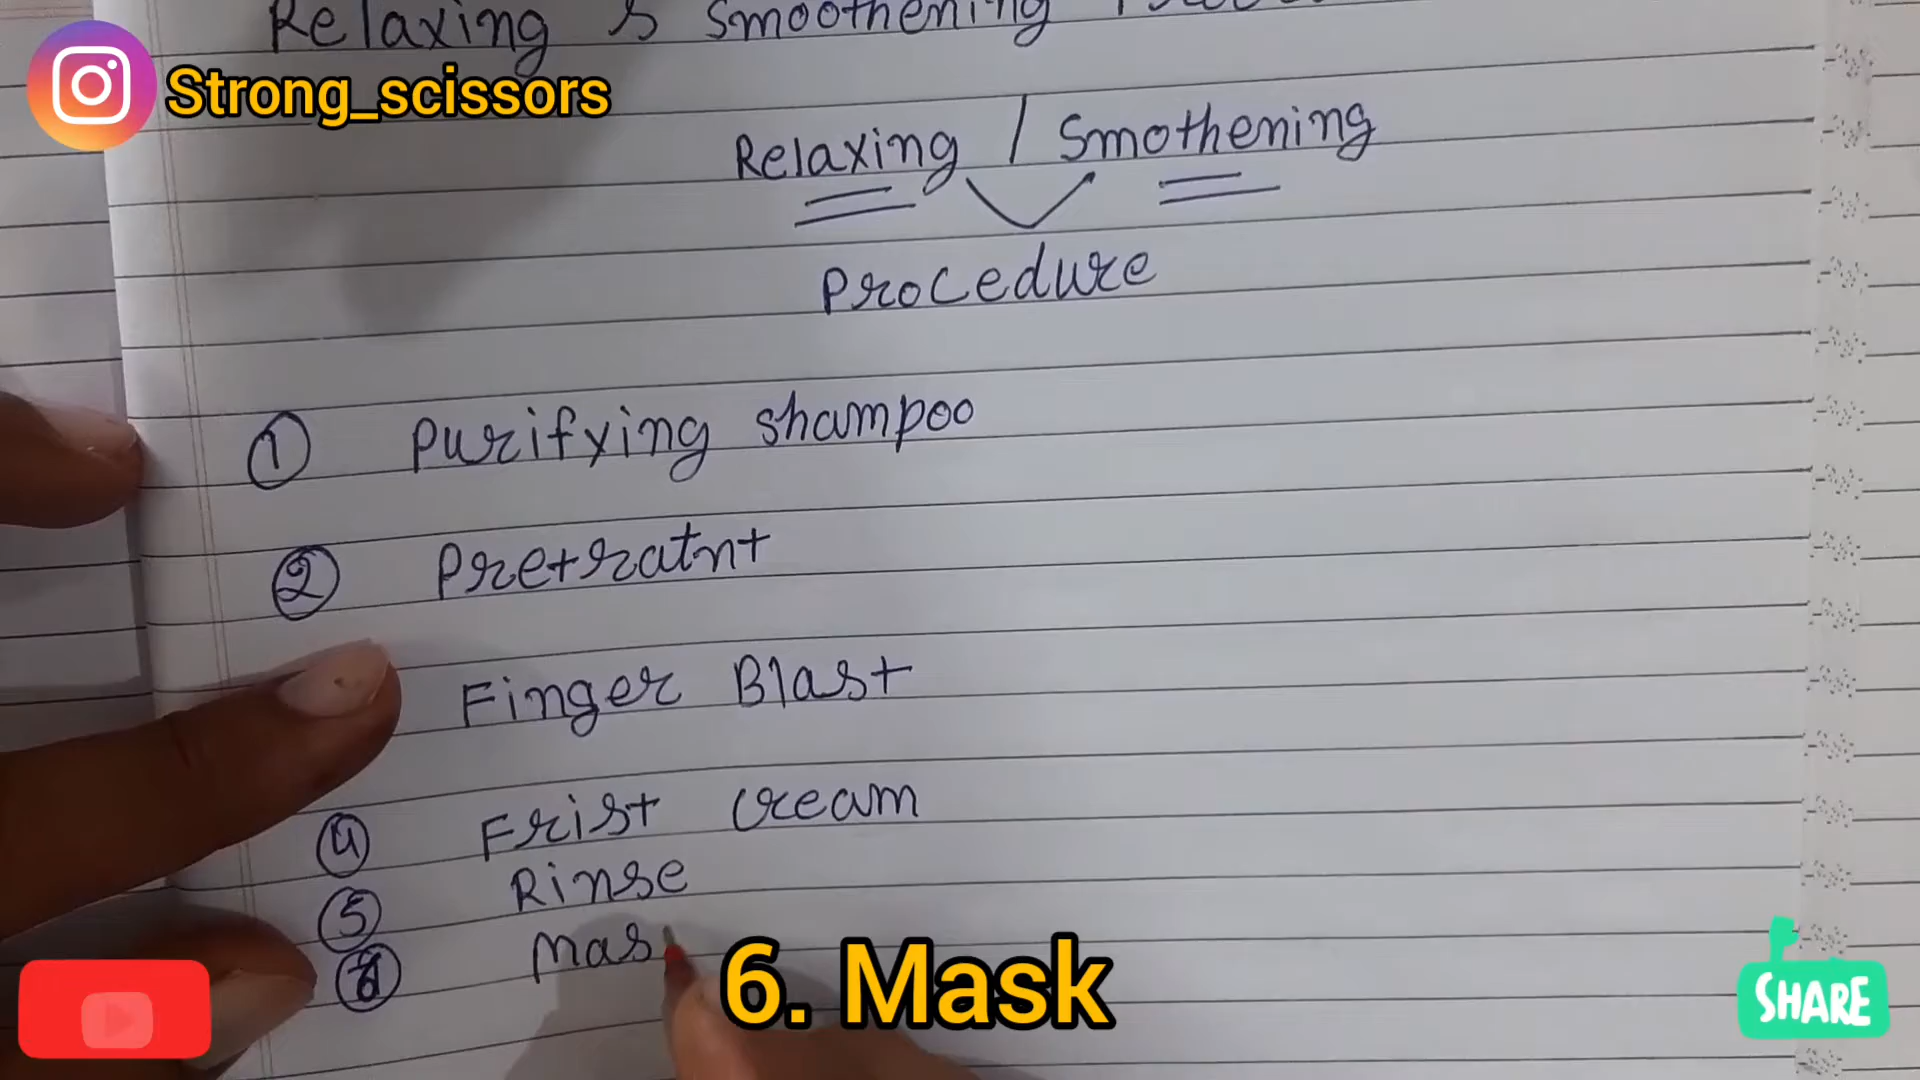 Relaxing & Smoothening
Strong_scissors
Relaxing / Smothening
Procedure
1 Purifying shampoo
2 Pretratnt
Finger Blast
4 Frist Cream
5 Rinse
Mas
6. Mask
SHARE